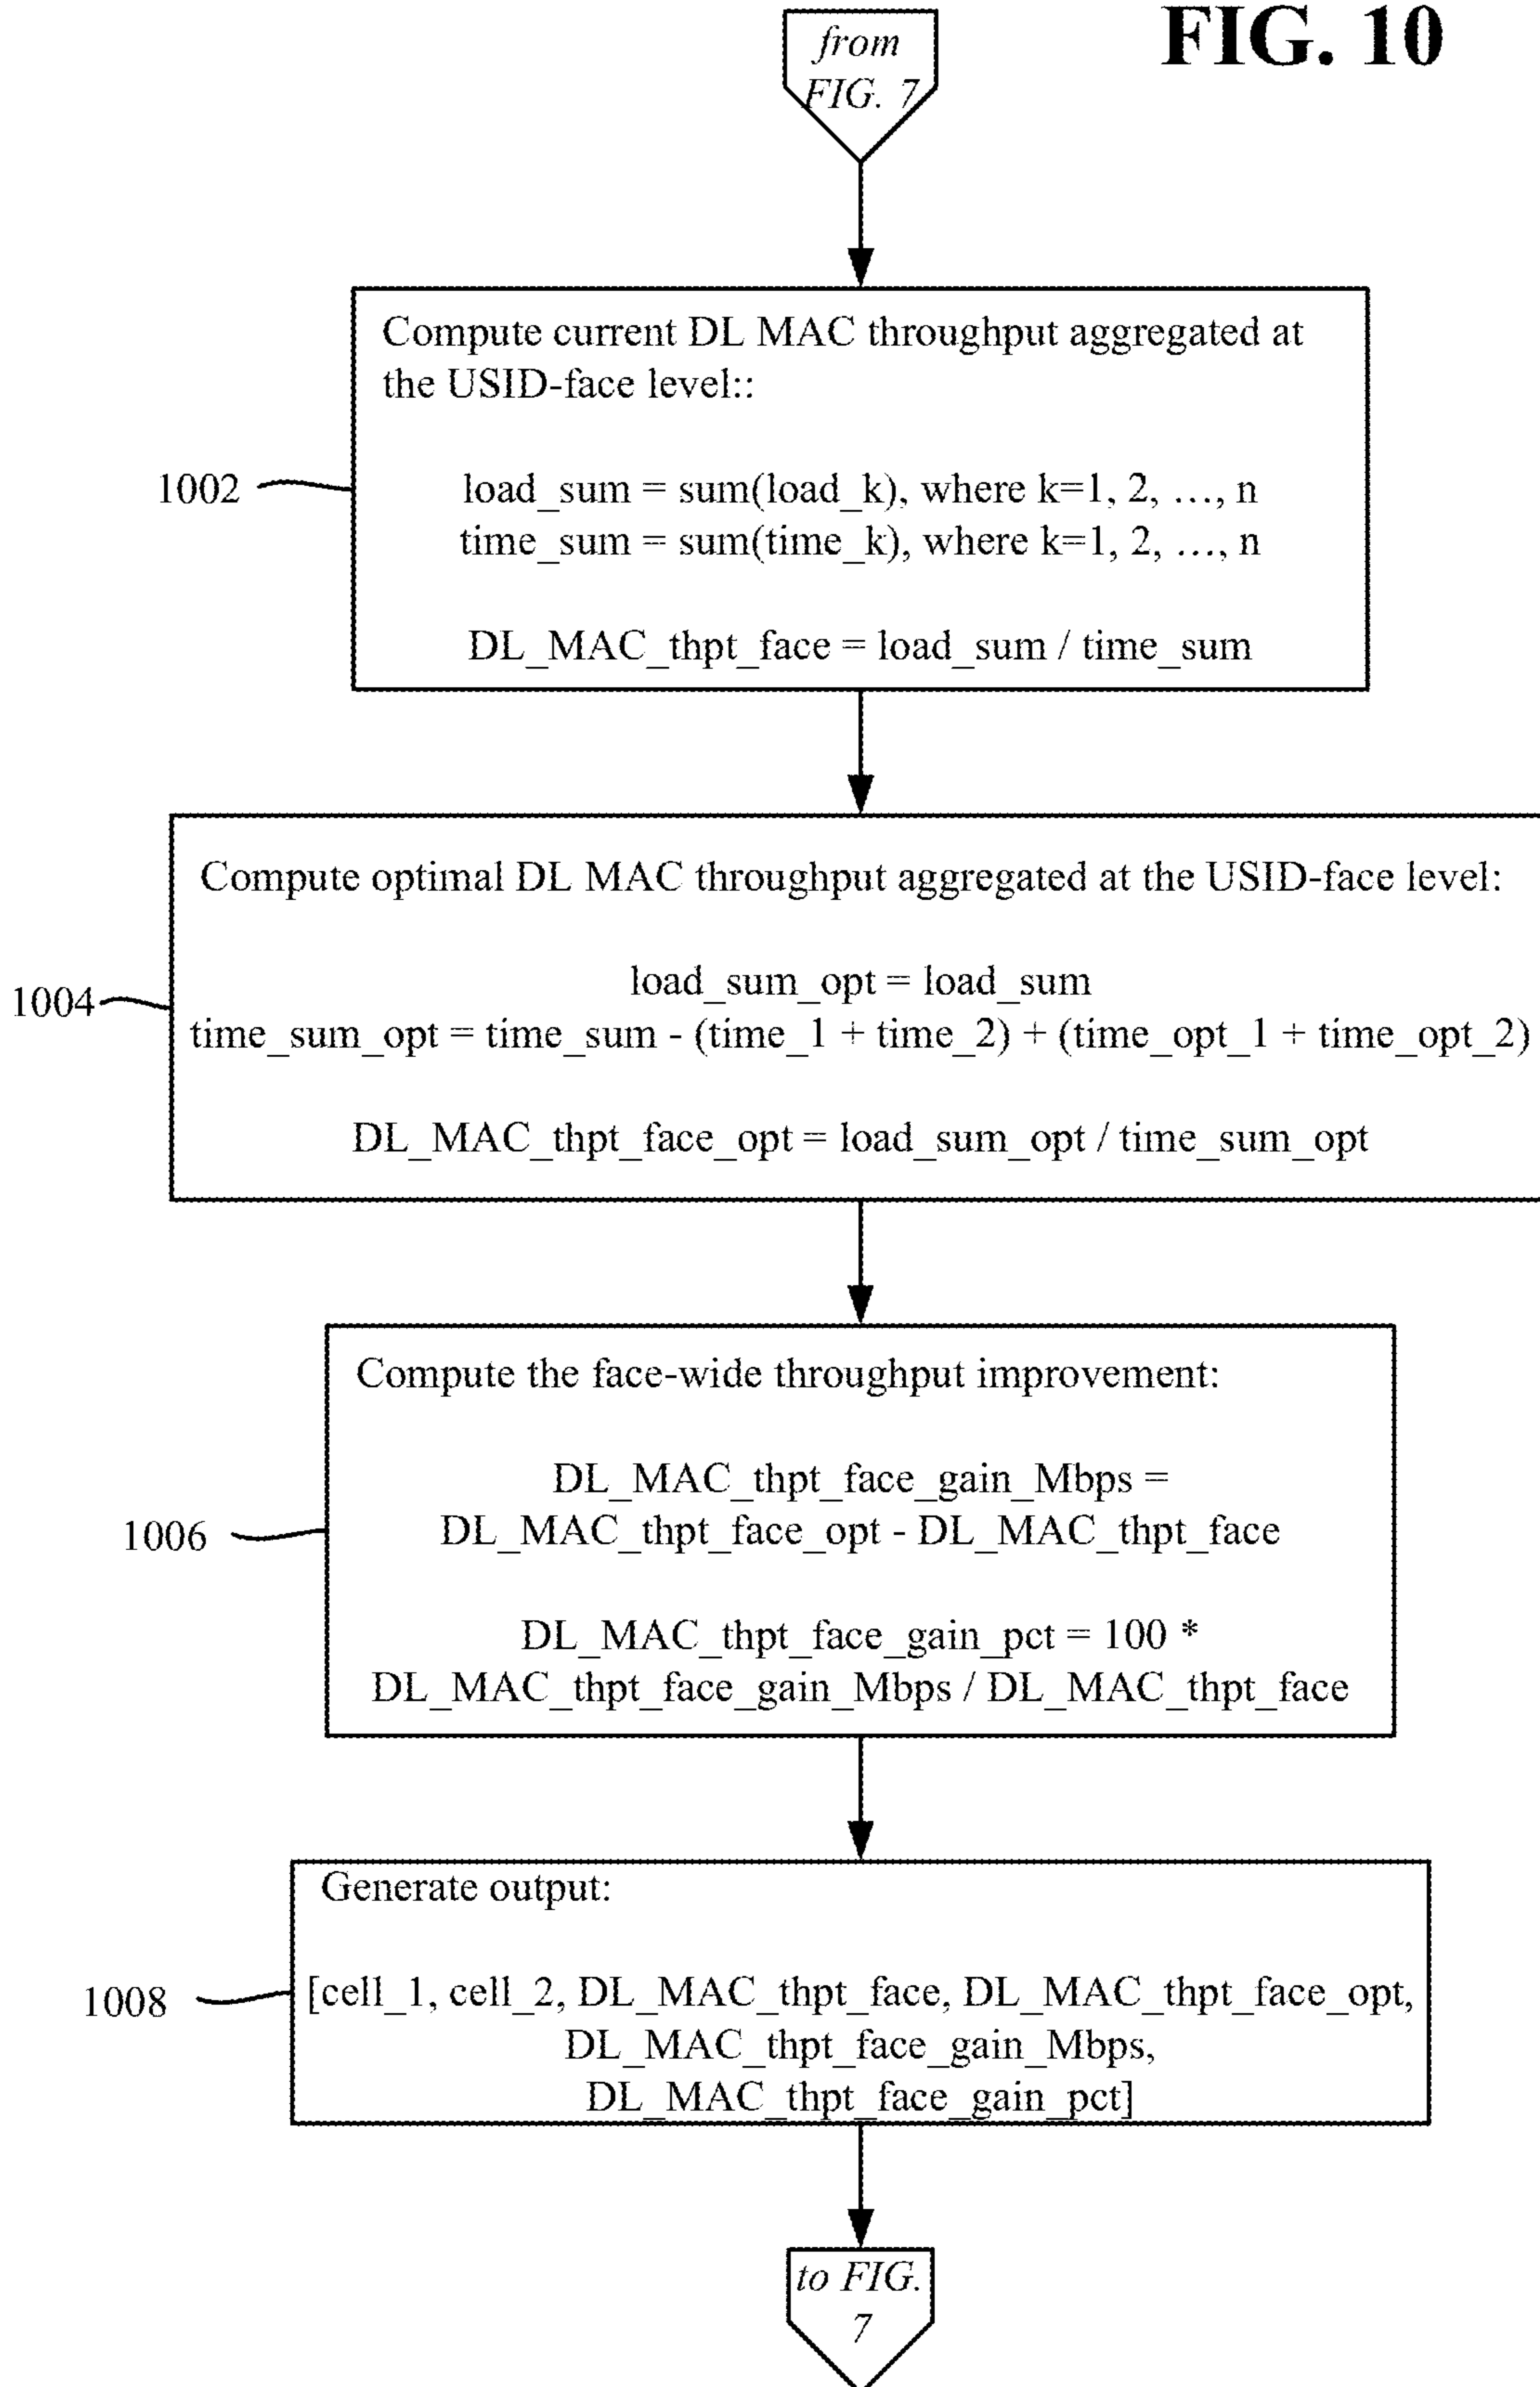 FIG. 10
from
FIG. 7
Compute current DL MAC throughput aggregated at
the USID-face level::
1002
load_sum = sum(load_k), where k=1, 2, ..., n
time_sum = sum(time_k), where k=1, 2, ..., n
DL_MAC_thpt_face = load_sum / time_sum
Compute optimal DL MAC throughput aggregated at the USID-face level:
1004
load_sum_opt = load_sum
time_sum_opt = time_sum - (time_1 + time_2) + (time_opt_1 + time_opt_2)
DL_MAC_thpt_face_opt = load_sum_opt / time_sum_opt
Compute the face-wide throughput improvement:
DL_MAC_thpt_face_gain_Mbps =
1006
DL_MAC_thpt_face_opt - DL_MAC_thpt_face
DL_MAC_thpt_face_gain_pct = 100 *
DL_MAC_thpt_face_gain_Mbps / DL_MAC_thpt_face
Generate output:
1008
[cell_1, cell_2, DL_MAC_thpt_face, DL_MAC_thpt_face_opt,
DL_MAC_thpt_face_gain_Mbps,
DL_MAC_thpt_face_gain_pct]
to FIG.
7